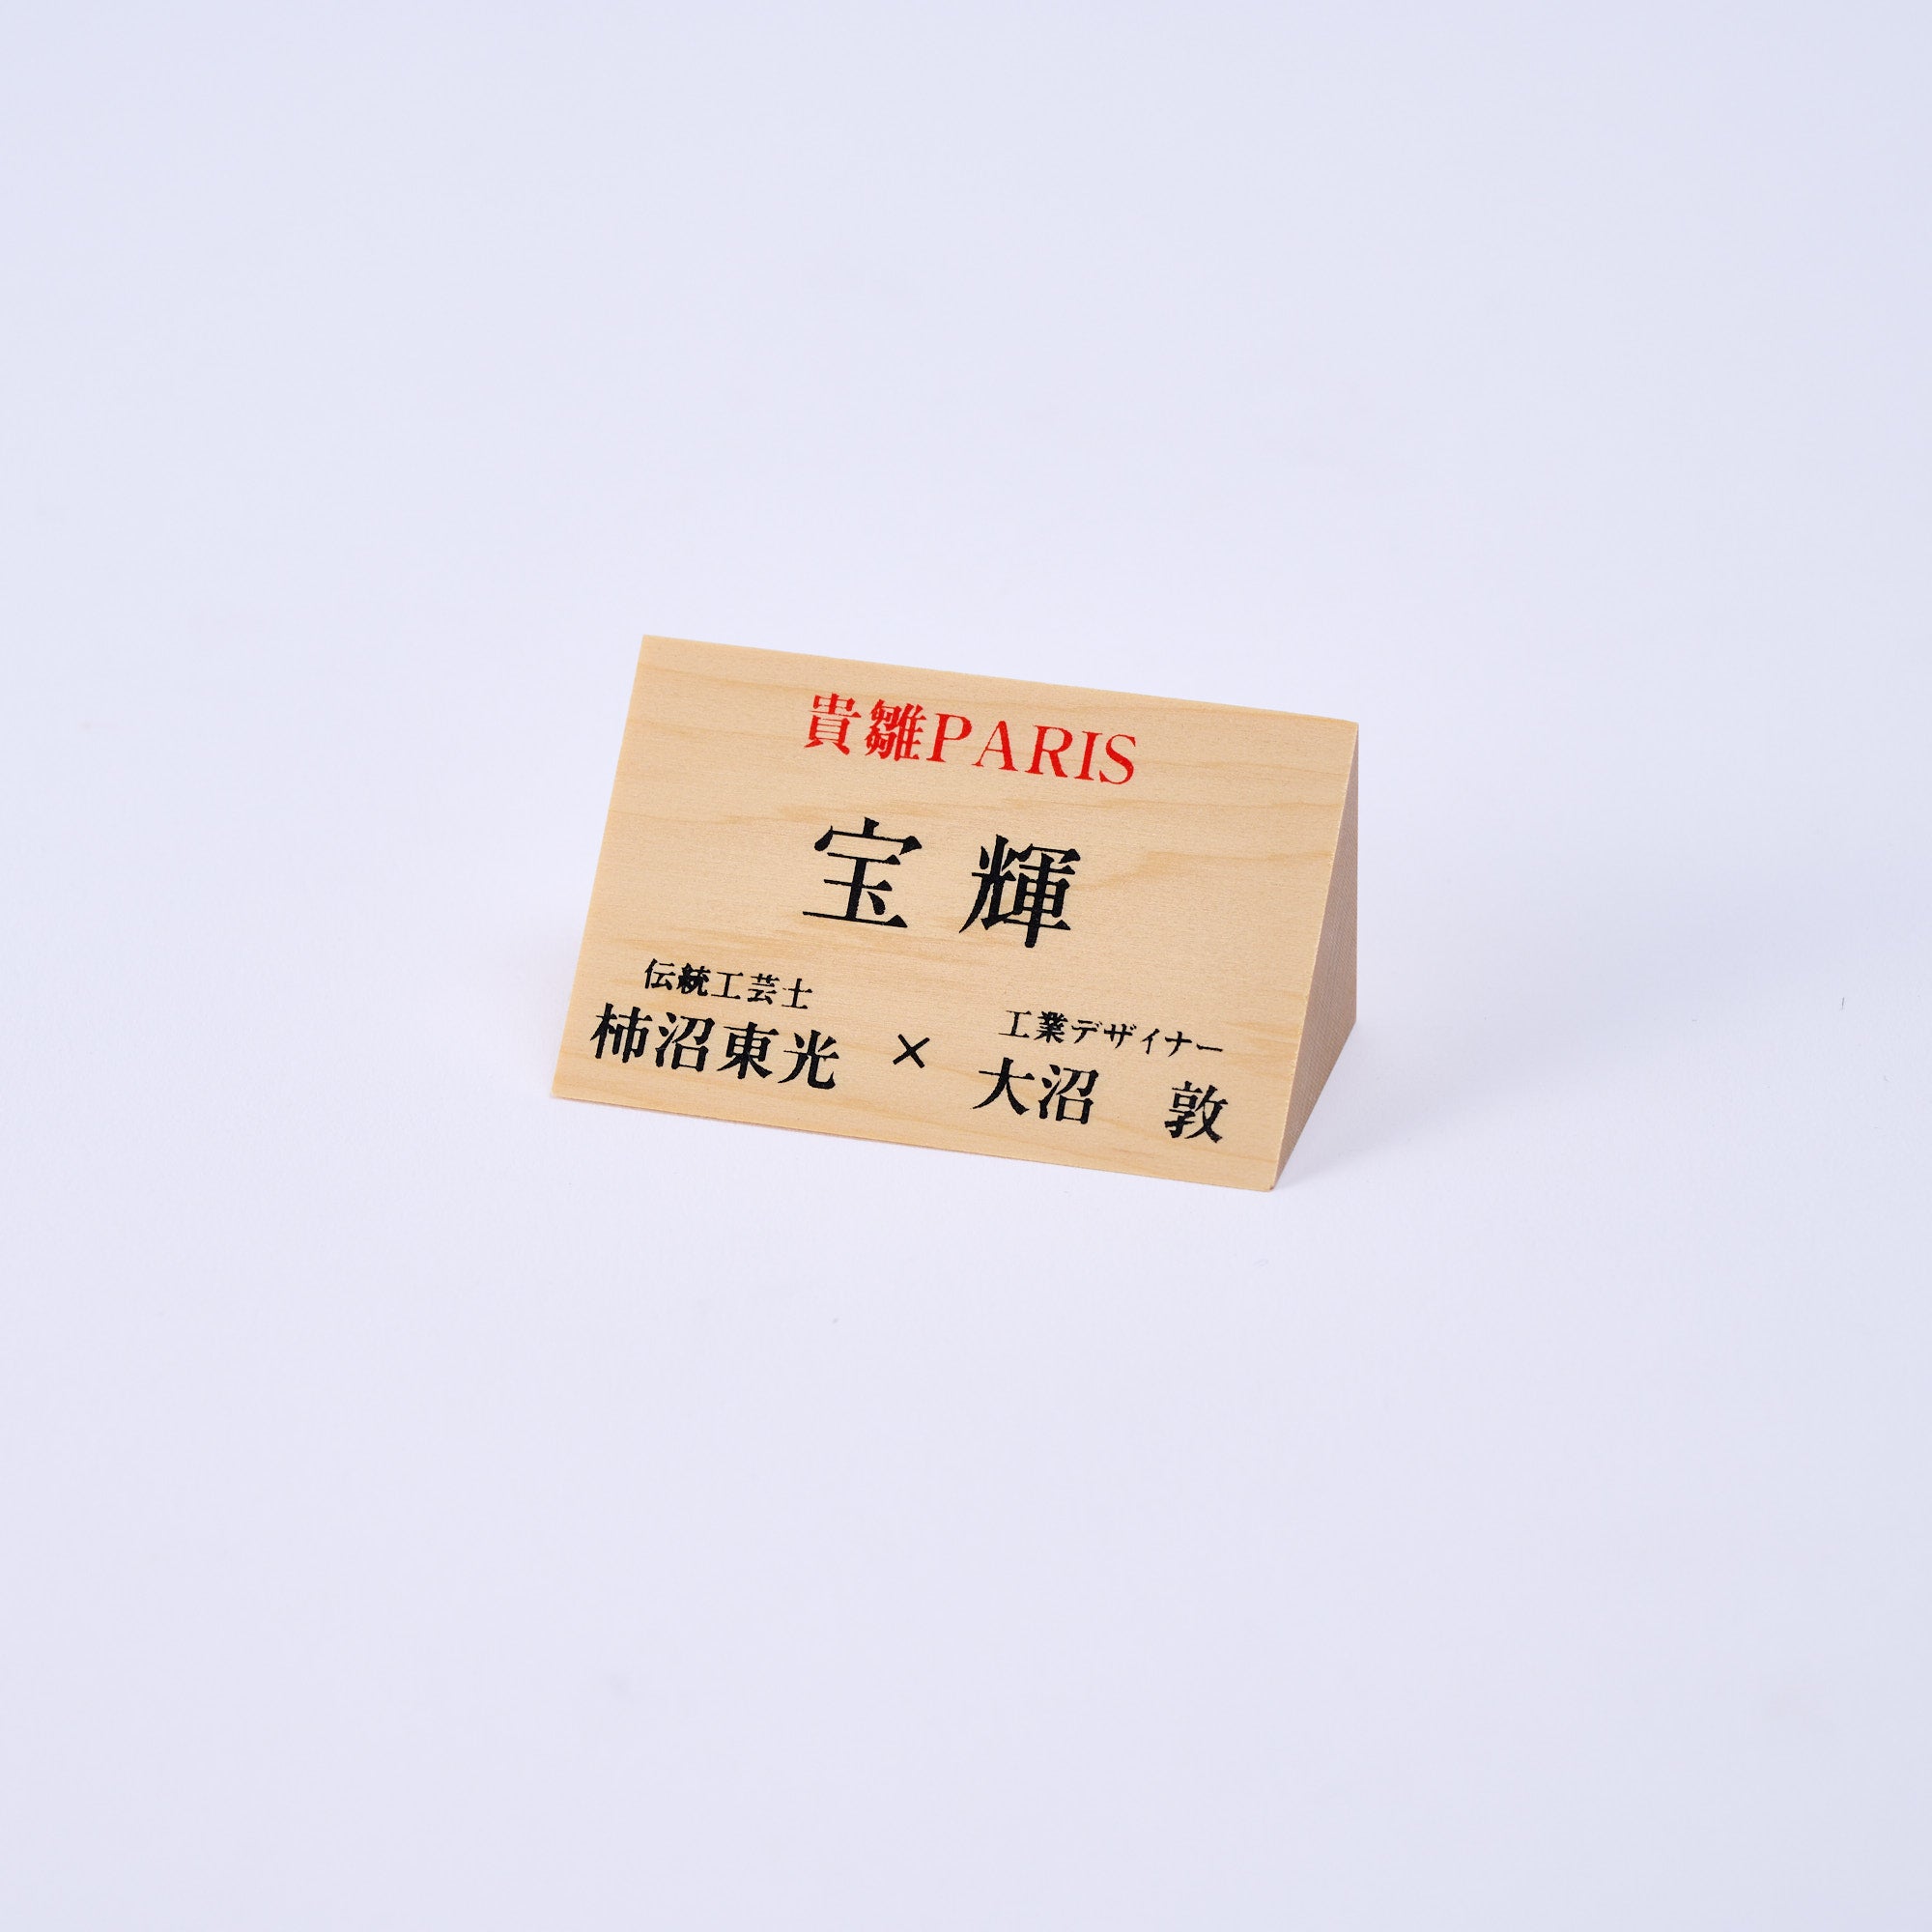 貴雛PARIS
宝輝
伝統工芸士
柿沼東光 × 工業デザイナー
大沼 敦